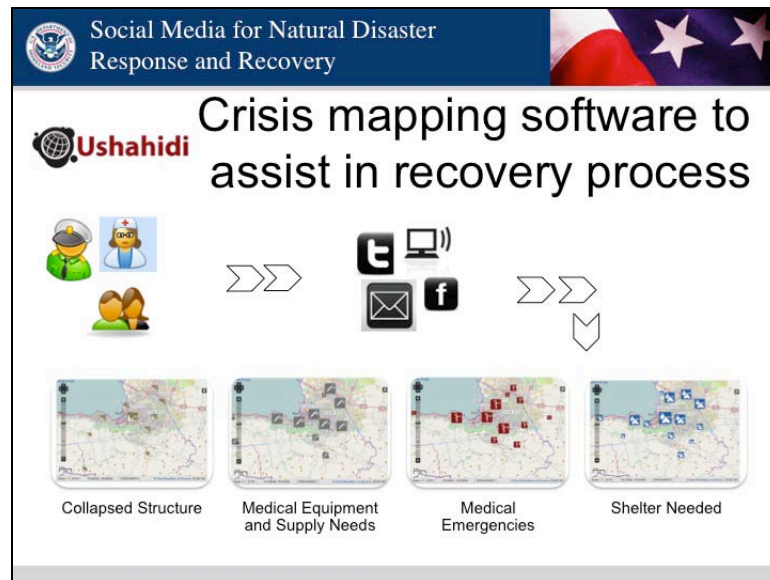 Social Media for Natural Disaster
Response and Recovery
Ushahidi
Crisis mapping software to
assist in recovery process
t
f
Collapsed Structure
Medical Equipment
and Supply Needs
Medical
Emergencies
Shelter Needed